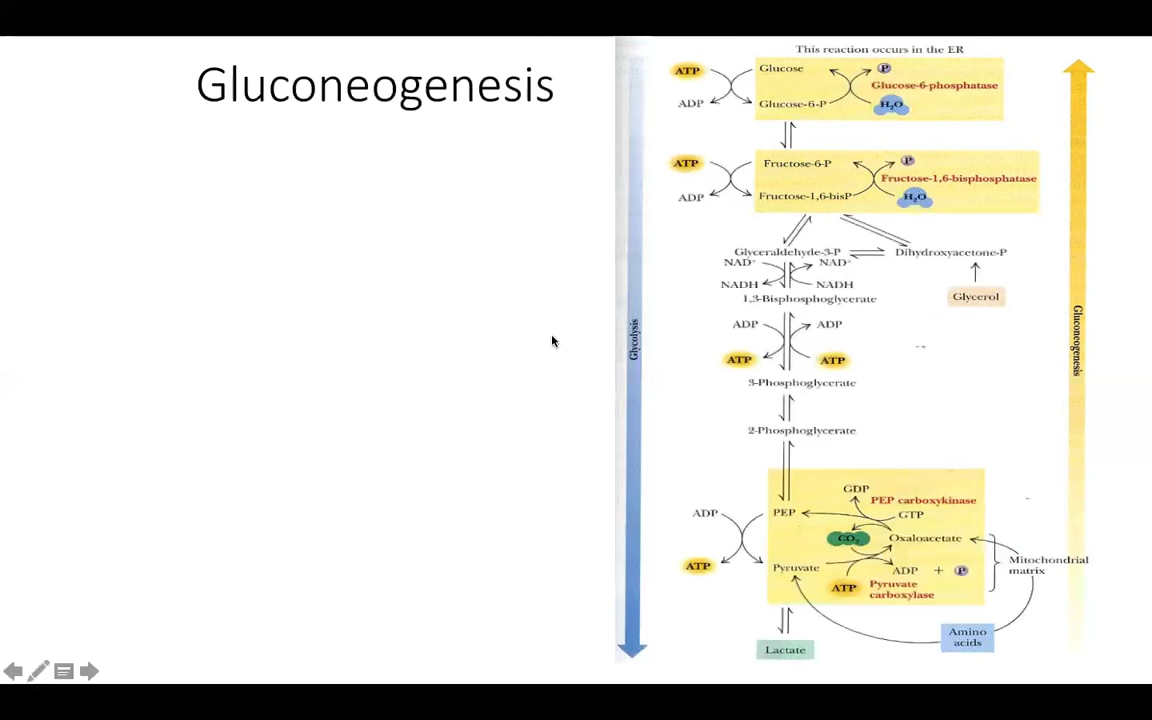 Gluconeogenesis
This reaction occurs in the ER
ATP
Glucose
P
Glucose-6-phosphatase
ADP
Glucose-6-P
H₂O
ATP
Fructose-6-P
P
Fructose-1,6-bisphosphatase
ADP
Fructose-1,6-bisP
H₂O
Glyceraldehyde-3-P
Dihydroxyacetone-P
NAD⁺
NAD⁺
NADH
NADH
Glycerol
1,3-Bisphosphoglycerate
ADP
ADP
Glycolysis
Gluconeogenesis
ATP
ATP
3-Phosphoglycerate
2-Phosphoglycerate
GDP
PEP carboxykinase
ADP
PEP
GTP
CO₂
Oxaloacetate
Mitochondrial
matrix
ATP
Pyruvate
ADP + P
ATP
Pyruvate
carboxylase
Amino
acids
Lactate